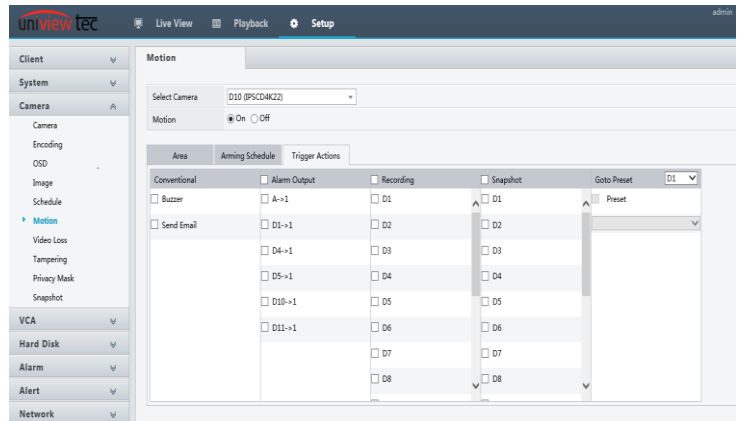 admin
uniview tec
Live View Playback Setup
Client
System
Camera
Camera
Encoding
OSD
Image
Schedule
Motion
Video Loss
Tampering
Privacy Mask
Snapshot
VCA
Hard Disk
Alarm
Alert
Network
Motion
Select Camera D10 (IPSCD4K22)
Motion On Off
Area Arming Schedule Trigger Actions
Conventional Alarm Output Recording Snapshot Goto Preset D1
Buzzer A->1 D1 D1 Preset
Send Email D1->1 D2 D2
D4->1 D3 D3
D5->1 D4 D4
D10->1 D5 D5
D11->1 D6 D6
D7 D7
D8 D8